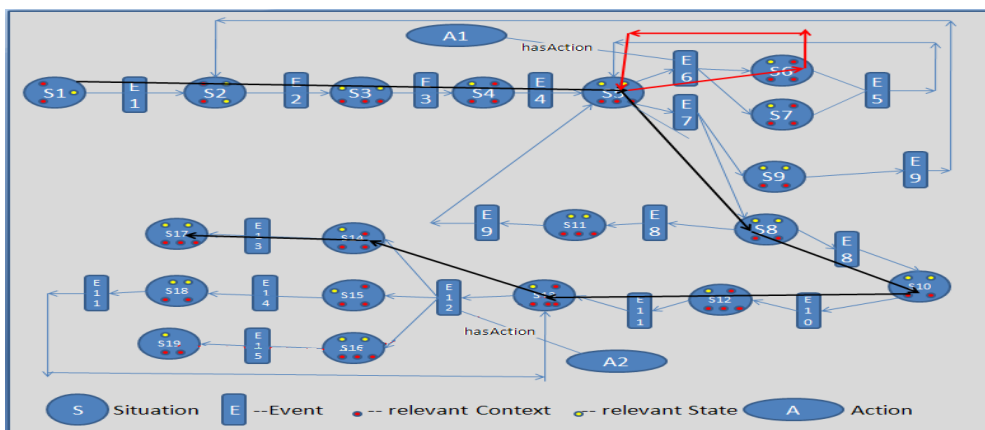 A1
hasAction
S1
E1
S2
E2
S3
E3
S4
E4
E6
S6
E7
S7
E5
S9
E9
S17
E13
S14
E9
S11
E8
S8
E8
S18
E11
E14
S15
E12
E11
S12
E10
S10
S19
E15
S16
hasAction
A2
S Situation
E --Event
-- relevant Context
-- relevant State
A Action